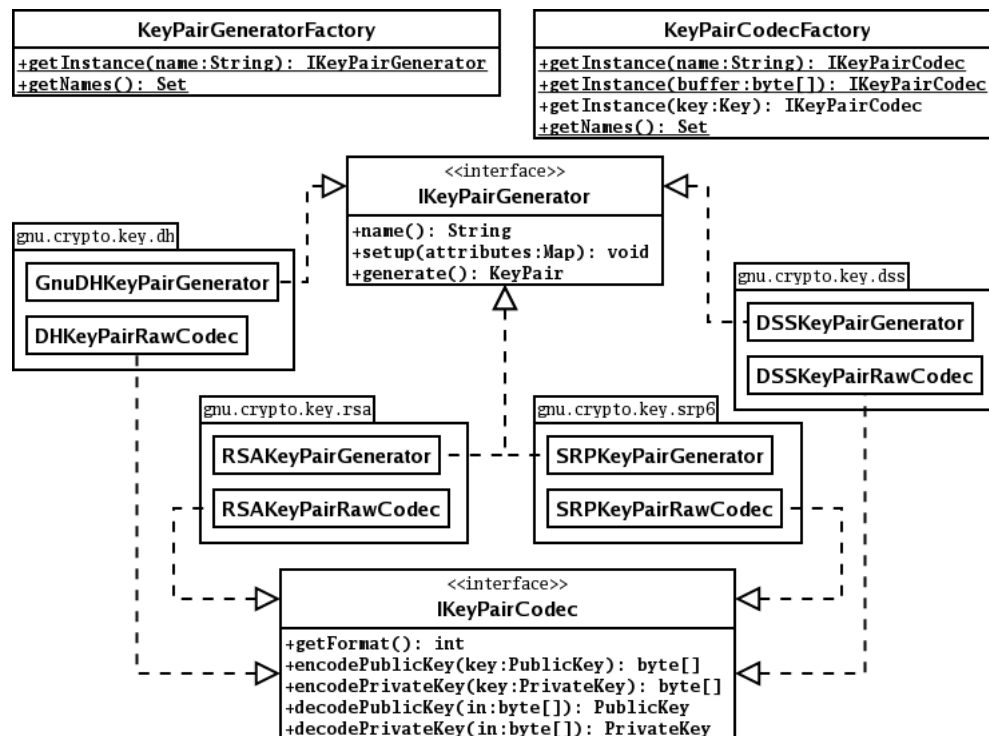 KeyPairGeneratorFactory
+getInstance(name:String): IKeyPairGenerator
+getNames(): Set
KeyPairCodecFactory
+getInstance(name:String): IKeyPairCodec
+getInstance(buffer:byte[]): IKeyPairCodec
+getInstance(key:Key): IKeyPairCodec
+getNames(): Set
<<interface>>
IKeyPairGenerator
+name(): String
+setup(attributes:Map): void
+generate(): KeyPair
gnu.crypto.key.dh
GnuDHKeyPairGenerator
DHKeyPairRawCodec
gnu.crypto.key.dss
DSSKeyPairGenerator
DSSKeyPairRawCodec
gnu.crypto.key.rsa
RSAKeyPairGenerator
RSAKeyPairRawCodec
gnu.crypto.key.srp6
SRPKeyPairGenerator
SRPKeyPairRawCodec
<<interface>>
IKeyPairCodec
+getFormat(): int
+encodePublicKey(key:PublicKey): byte[]
+encodePrivateKey(key:PrivateKey): byte[]
+decodePublicKey(in:byte[]): PublicKey
+decodePrivateKey(in:byte[]): PrivateKey